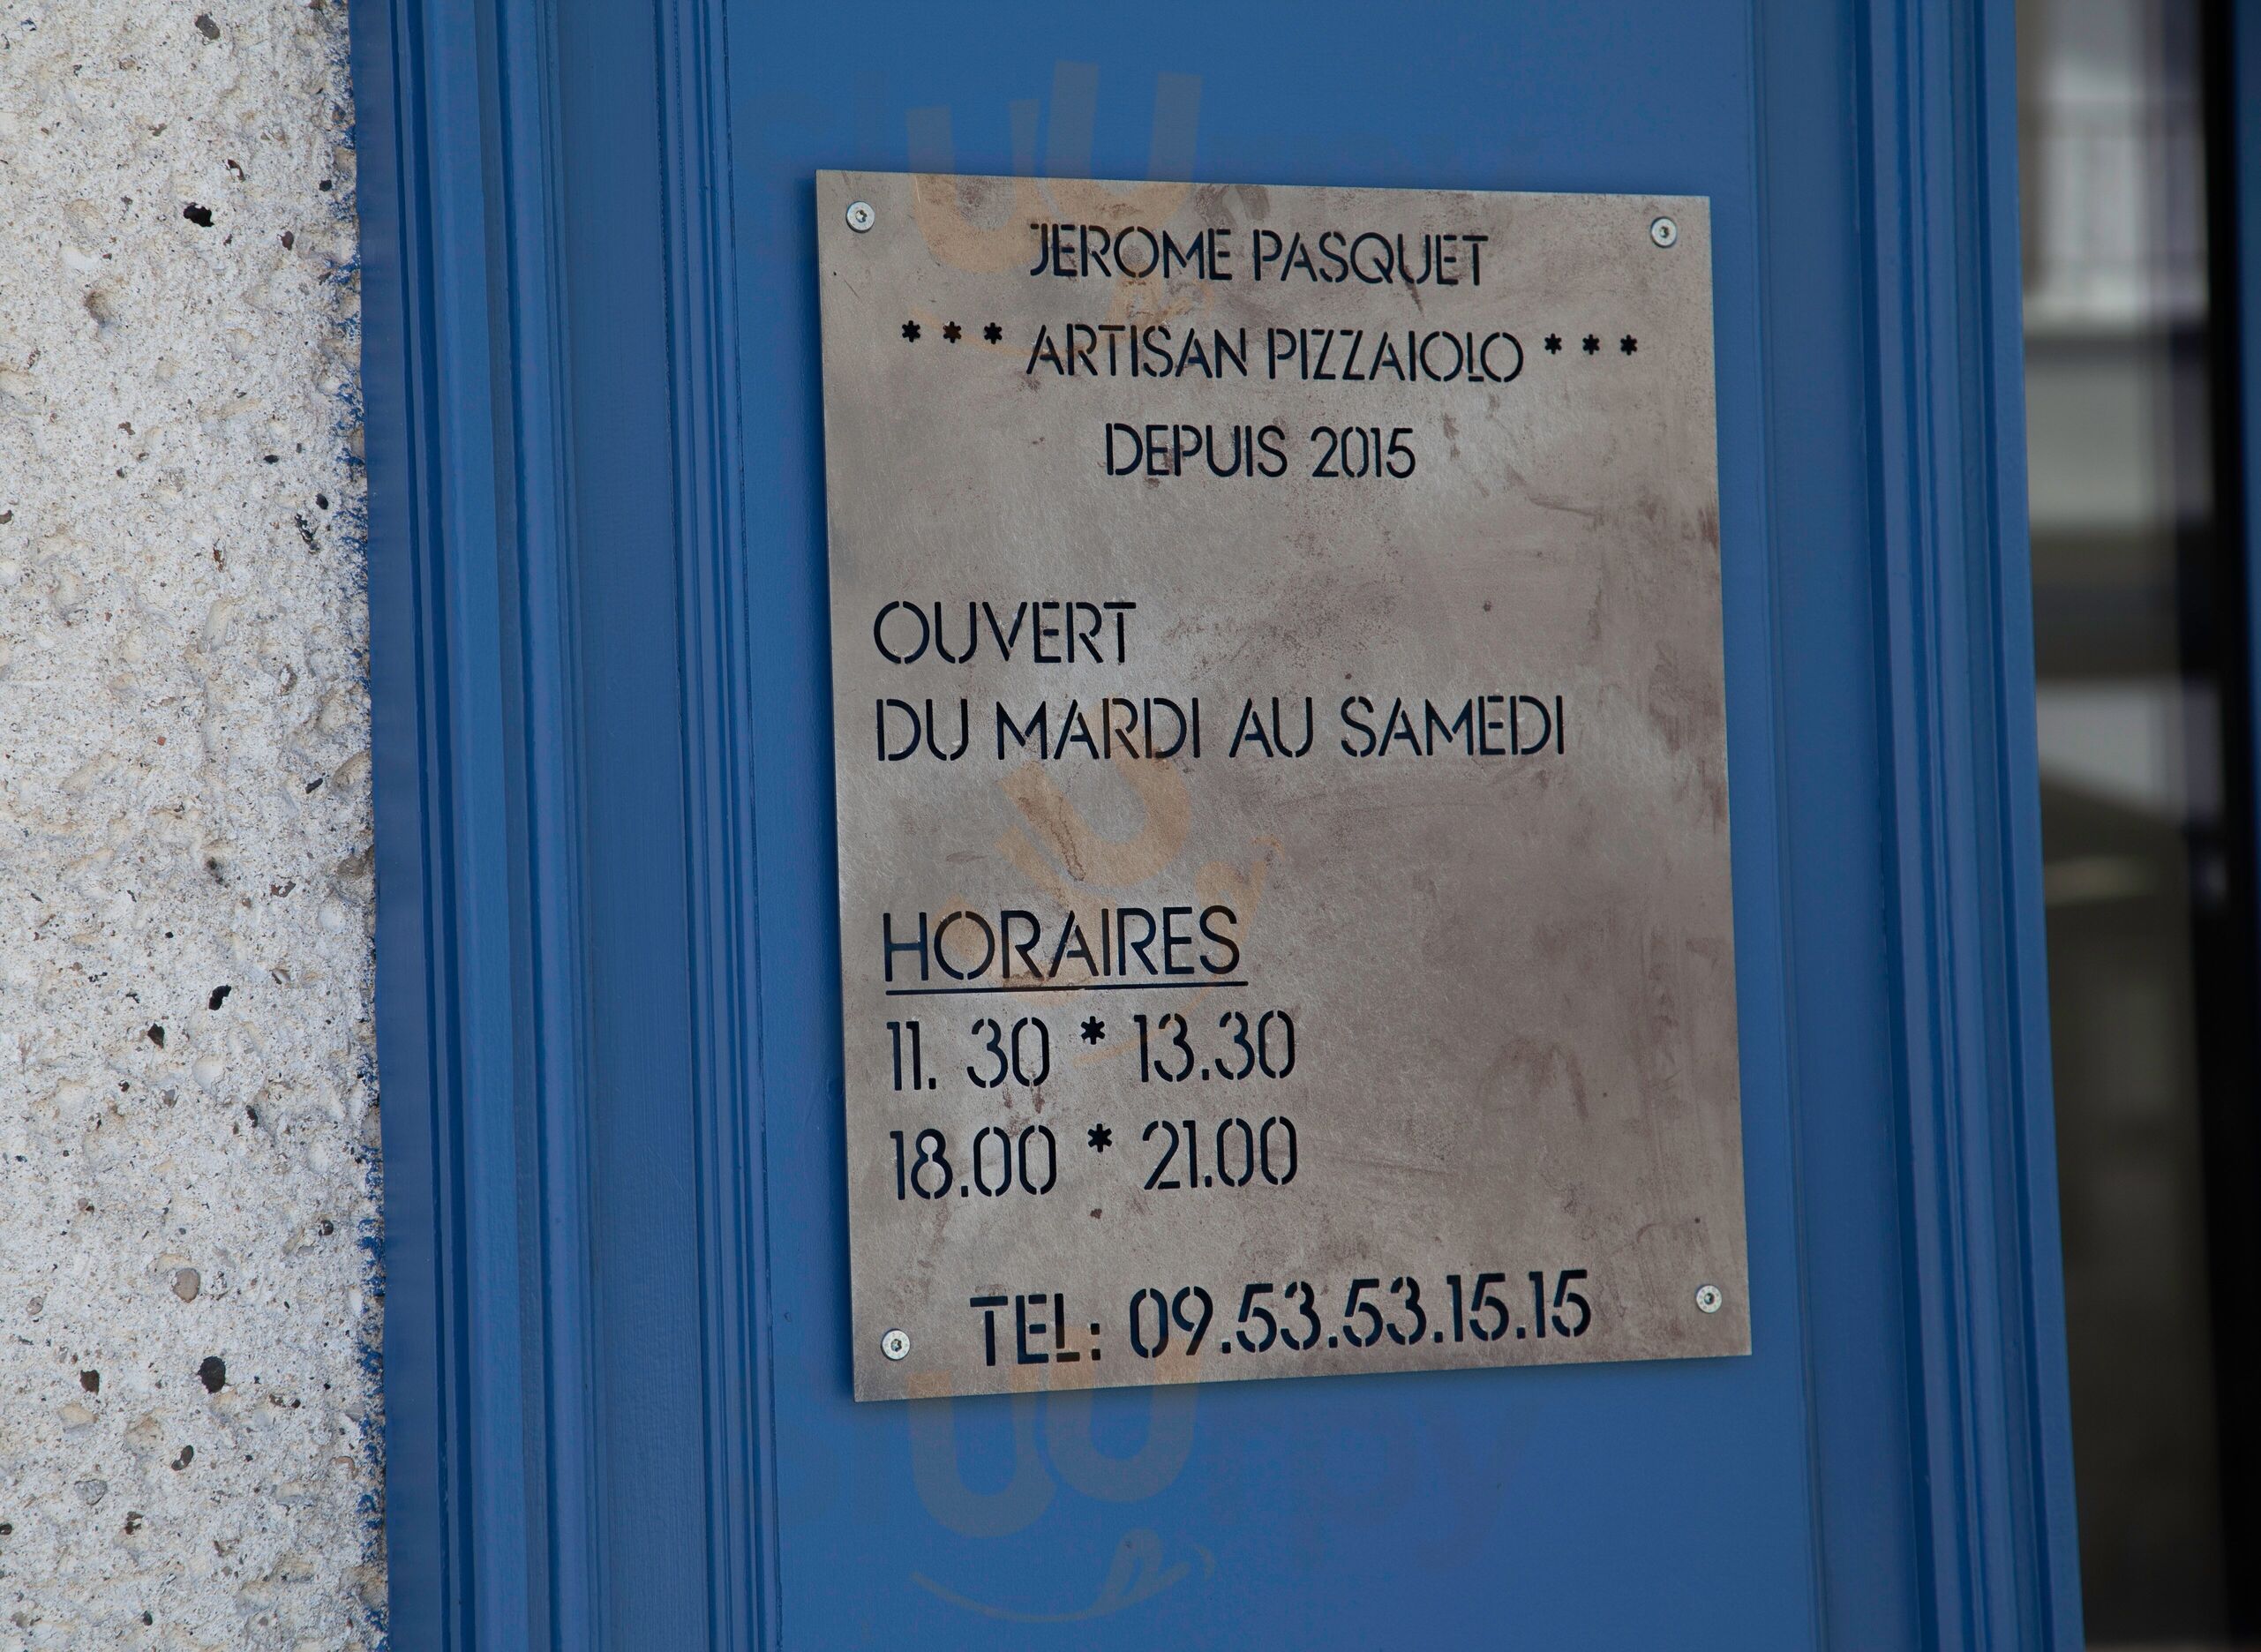 JEROME PASQUET
* * * ARTISAN PIZZAIOLO * * *
DEPUIS 2015
OUVERT
DU MARDI AU SAMEDI
HORAIRES
11. 30 * 13.30
18.00 * 21.00
TEL: 09.53.53.15.15